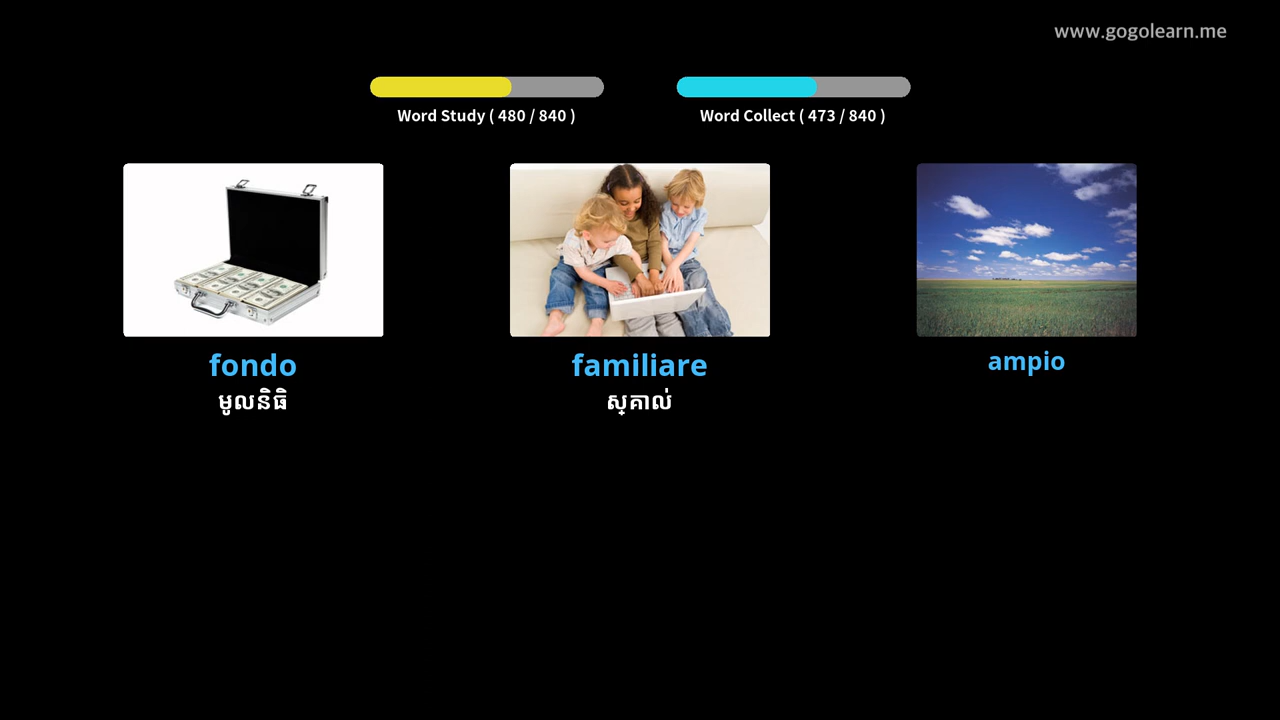 www.gogolearn.me
Word Study ( 480 / 840 )
Word Collect ( 473 / 840 )
fondo
មូលនិធិ
familiare
ស្គាល់
ampio